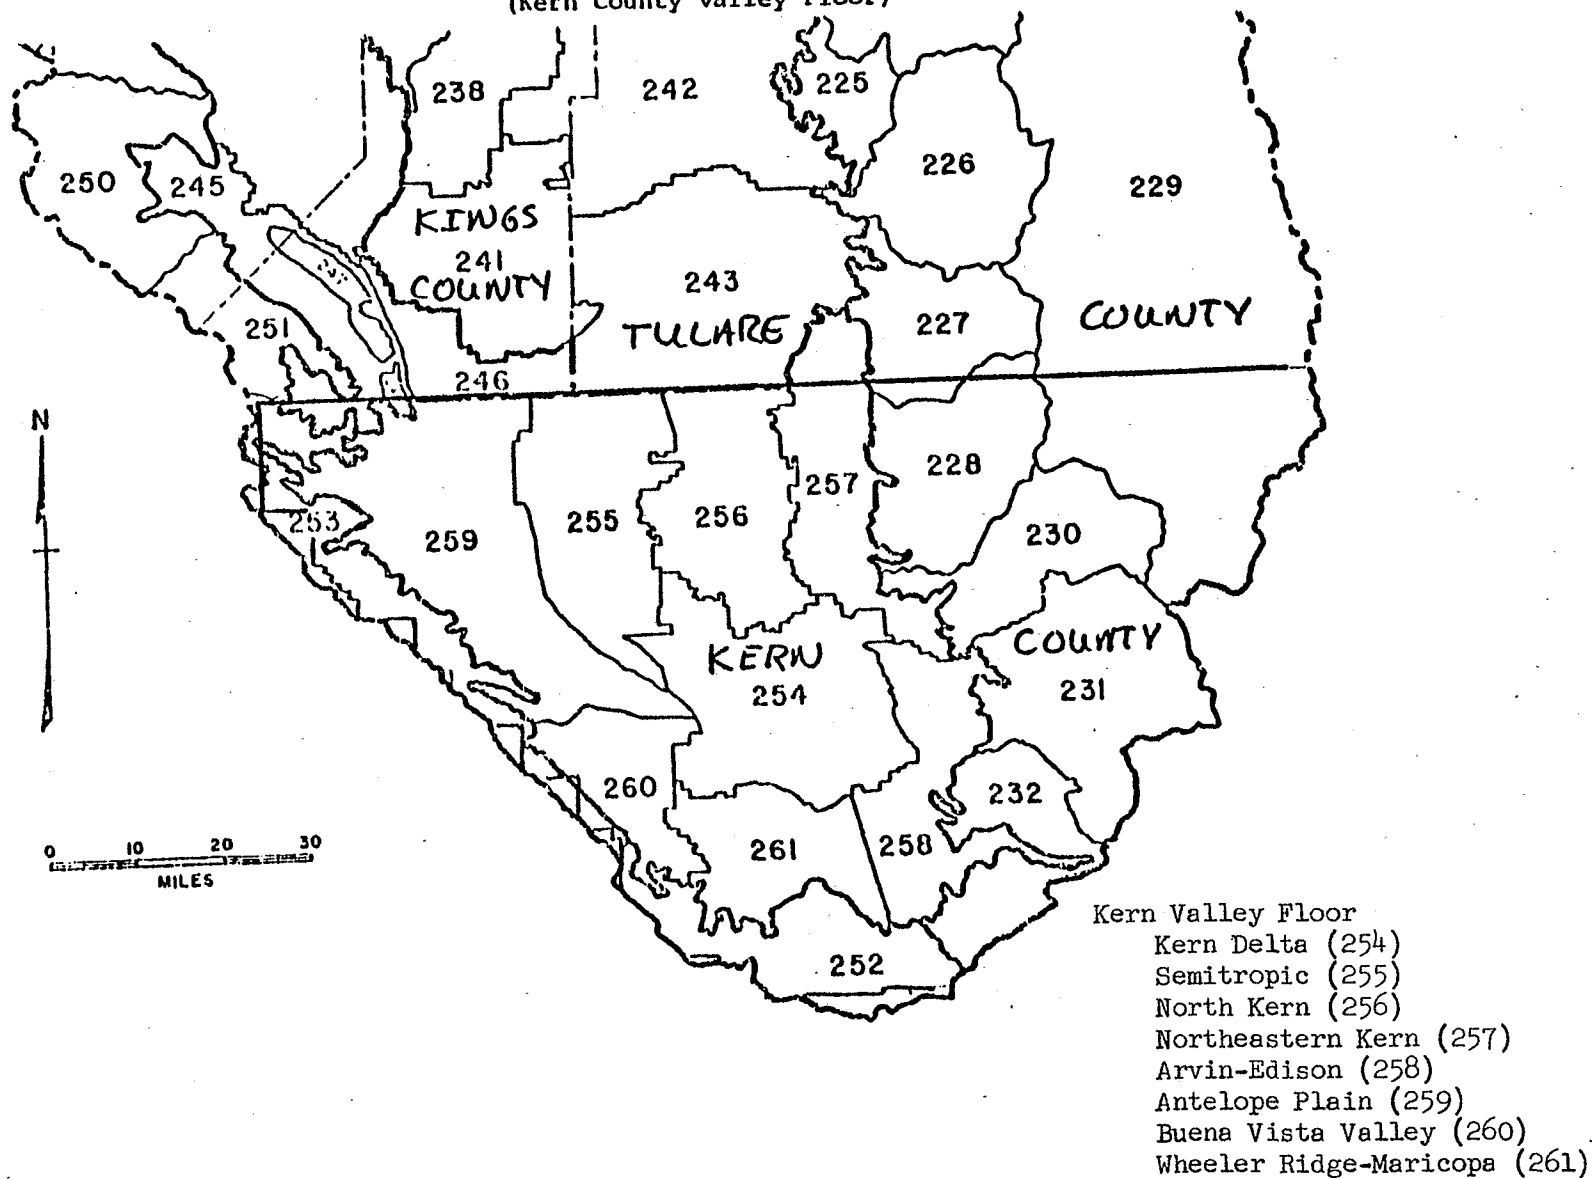 (Kern County Valley Floor)
238
242
225
226
229
250
245
KINGS
241
COUNTY
243
TULARE
227
COUNTY
251
247
246
N
228
257
253
259
255
256
230
KERN
COUNTY
254
231
260
232
261
258
252
0 10 20 30
MILES
Kern Valley Floor
Kern Delta (254)
Semitropic (255)
North Kern (256)
Northeastern Kern (257)
Arvin-Edison (258)
Antelope Plain (259)
Buena Vista Valley (260)
Wheeler Ridge-Maricopa (261)